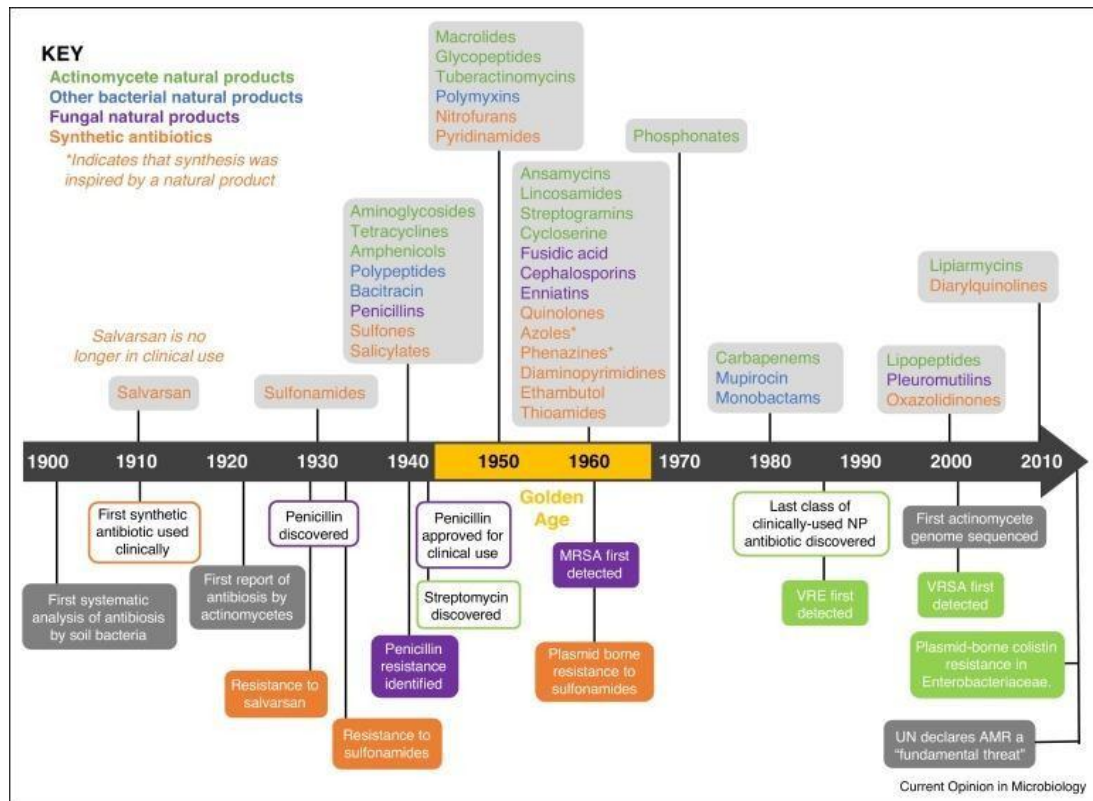 KEY
Actinomycete natural products
Other bacterial natural products
Fungal natural products
Synthetic antibiotics
*Indicates that synthesis was
inspired by a natural product
Salvarsan is no
longer in clinical use
Salvarsan
Sulfonamides
Aminoglycosides
Tetracyclines
Amphenicols
Polypeptides
Bacitracin
Penicillins
Sulfones
Salicylates
Macrolides
Glycopeptides
Tuberactinomycins
Polymyxins
Nitrofurans
Pyridinamides
Ansamycins
Lincosamides
Streptogramins
Cycloserine
Fusidic acid
Cephalosporins
Enniatins
Quinolones
Azoles*
Phenazines*
Diaminopyrimidines
Ethambutol
Thioamides
Phosphonates
Carbapenems
Mupirocin
Monobactams
Lipopeptides
Pleuromutilins
Oxazolidinones
Lipiarmycins
Diarylquinolines
1900 1910 1920 1930 1940 1950 1960 1970 1980 1990 2000 2010
Golden
Age
First systematic
analysis of antibiosis
by soil bacteria
First synthetic
antibiotic used
clinically
First report of
antibiosis by
actinomycetes
Penicillin
discovered
Resistance to
salvarsan
Resistance to
sulfonamides
Penicillin
resistance
identified
Penicillin
approved for
clinical use
Streptomycin
discovered
MRSA first
detected
Plasmid borne
resistance to
sulfonamides
Last class of
clinically-used NP
antibiotic discovered
VRE first
detected
First actinomycete
genome sequenced
VRSA first
detected
Plasmid-borne colistin
resistance in
Enterobacteriaceae.
UN declares AMR a
“fundamental threat”
Current Opinion in Microbiology